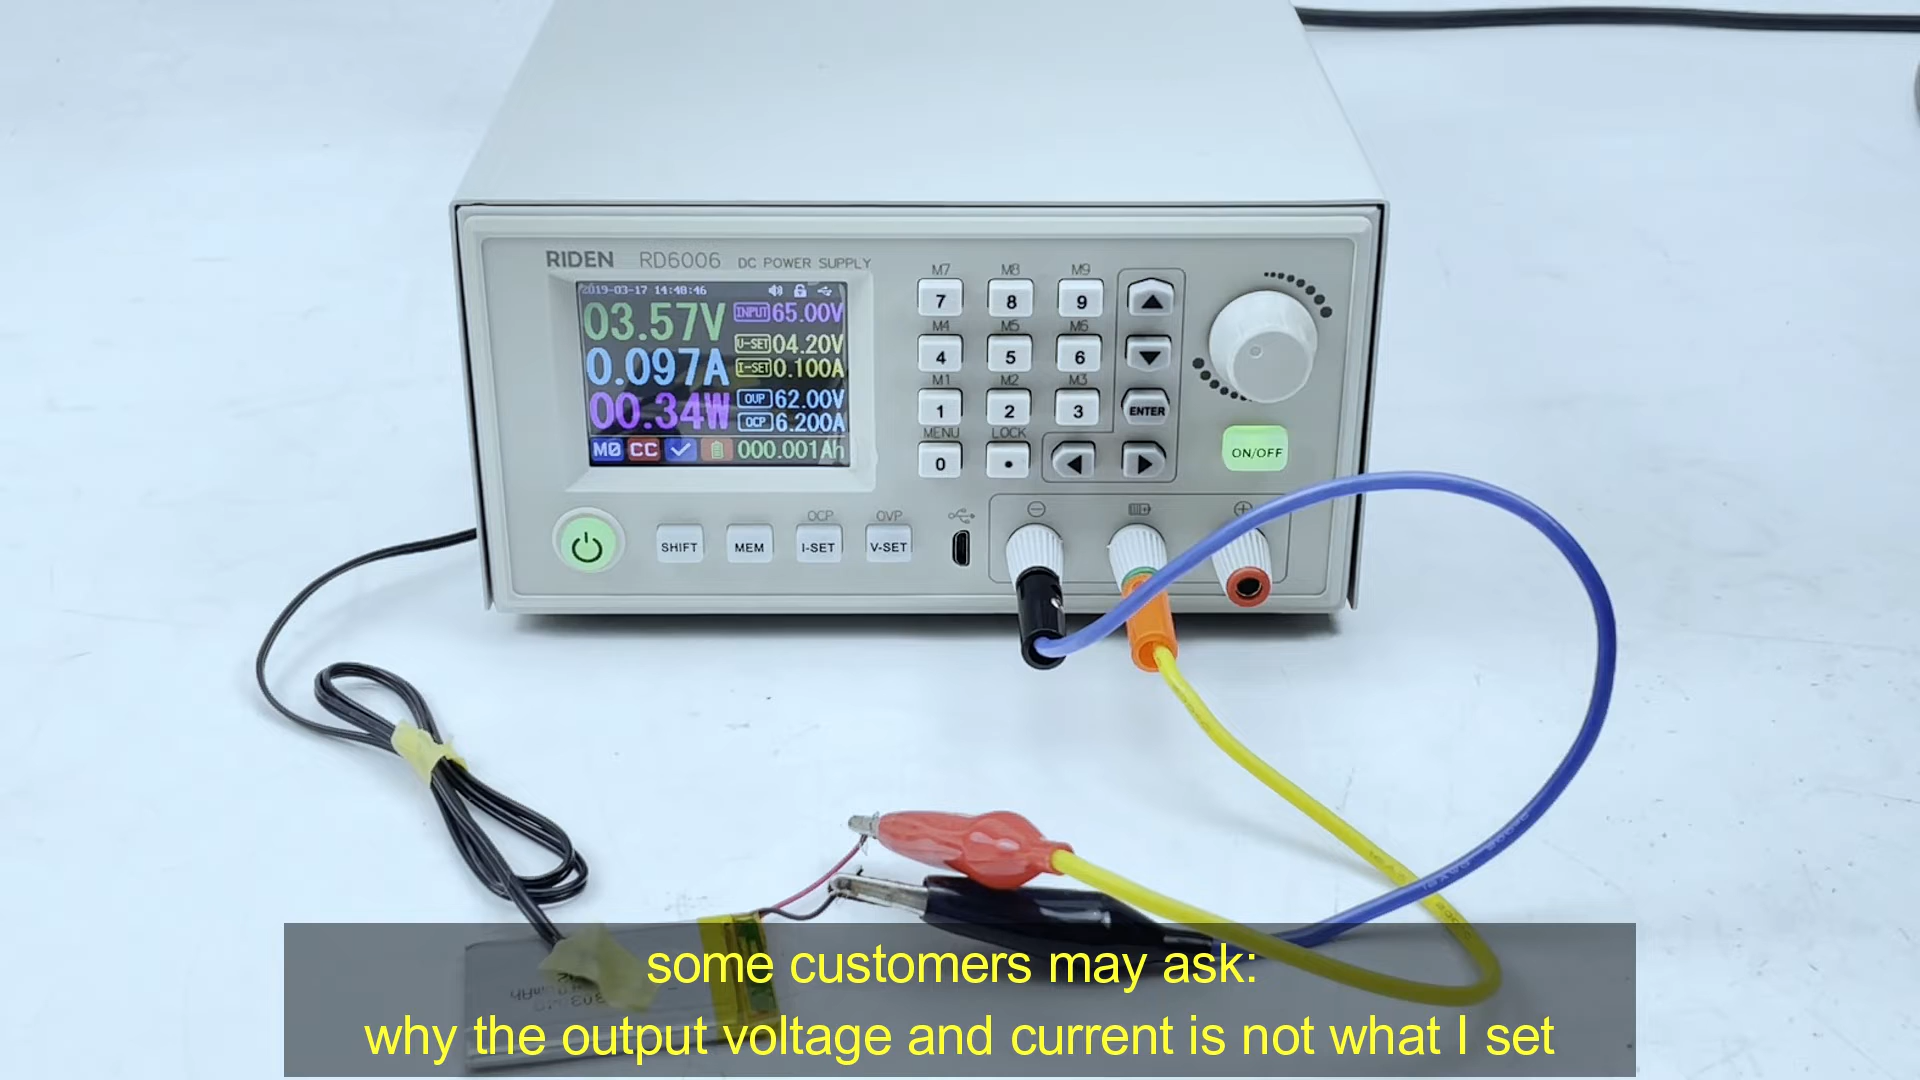 RIDEN RD6006 DC POWER SUPPLY
2019-03-17 14:48:46
03.57V
INPUT 65.00V
0.097A
U-SET 04.20V
I-SET 0.100A
00.34W
OVP 62.00V
OCP 6.200A
M0 CC 000.001Ah
M7 M8 M9
7 8 9
M4 M5 M6
4 5 6
M1 M2 M3
1 2 3 ENTER
MENU LOCK
0 •
ON/OFF
OCP OVP
SHIFT MEM I-SET V-SET
some customers may ask:
why the output voltage and current is not what I set